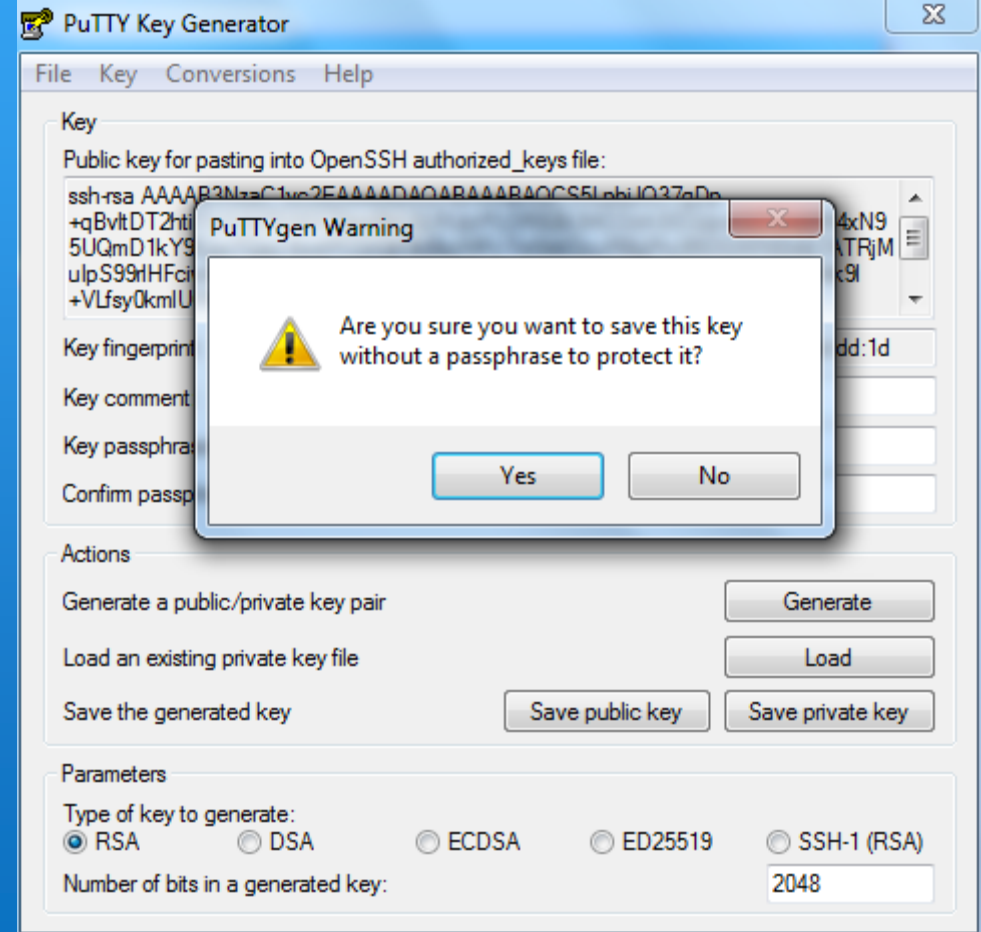 PuTTY Key Generator
File Key Conversions Help
Key
Public key for pasting into OpenSSH authorized_keys file:
ssh-rsa
+qBvltDT2hti 4xN9
5UQmD1kY9 ATRjM
ulpS99rlHFciv k9l
+VLfsy0kmlU
PuTTYgen Warning
Are you sure you want to save this key
without a passphrase to protect it?
Yes No
Key fingerprint dd:1d
Key comment
Key passphras
Confirm passp
Actions
Generate a public/private key pair Generate
Load an existing private key file Load
Save the generated key Save public key Save private key
Parameters
Type of key to generate:
RSA DSA ECDSA ED25519 SSH-1 (RSA)
Number of bits in a generated key: 2048